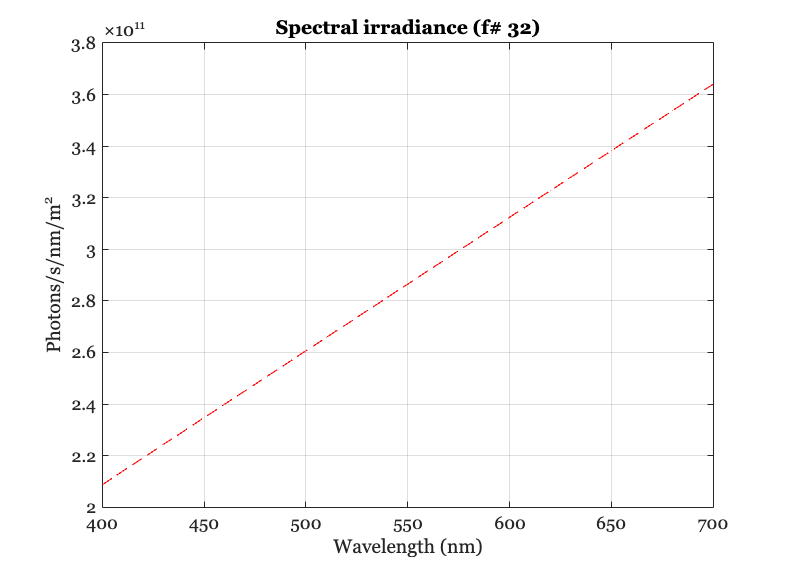 Spectral irradiance (f# 32)
×10¹¹
3.8
3.6
3.4
3.2
3
2.8
2.6
2.4
2.2
2
Photons/s/nm/m²
400 450 500 550 600 650 700
Wavelength (nm)